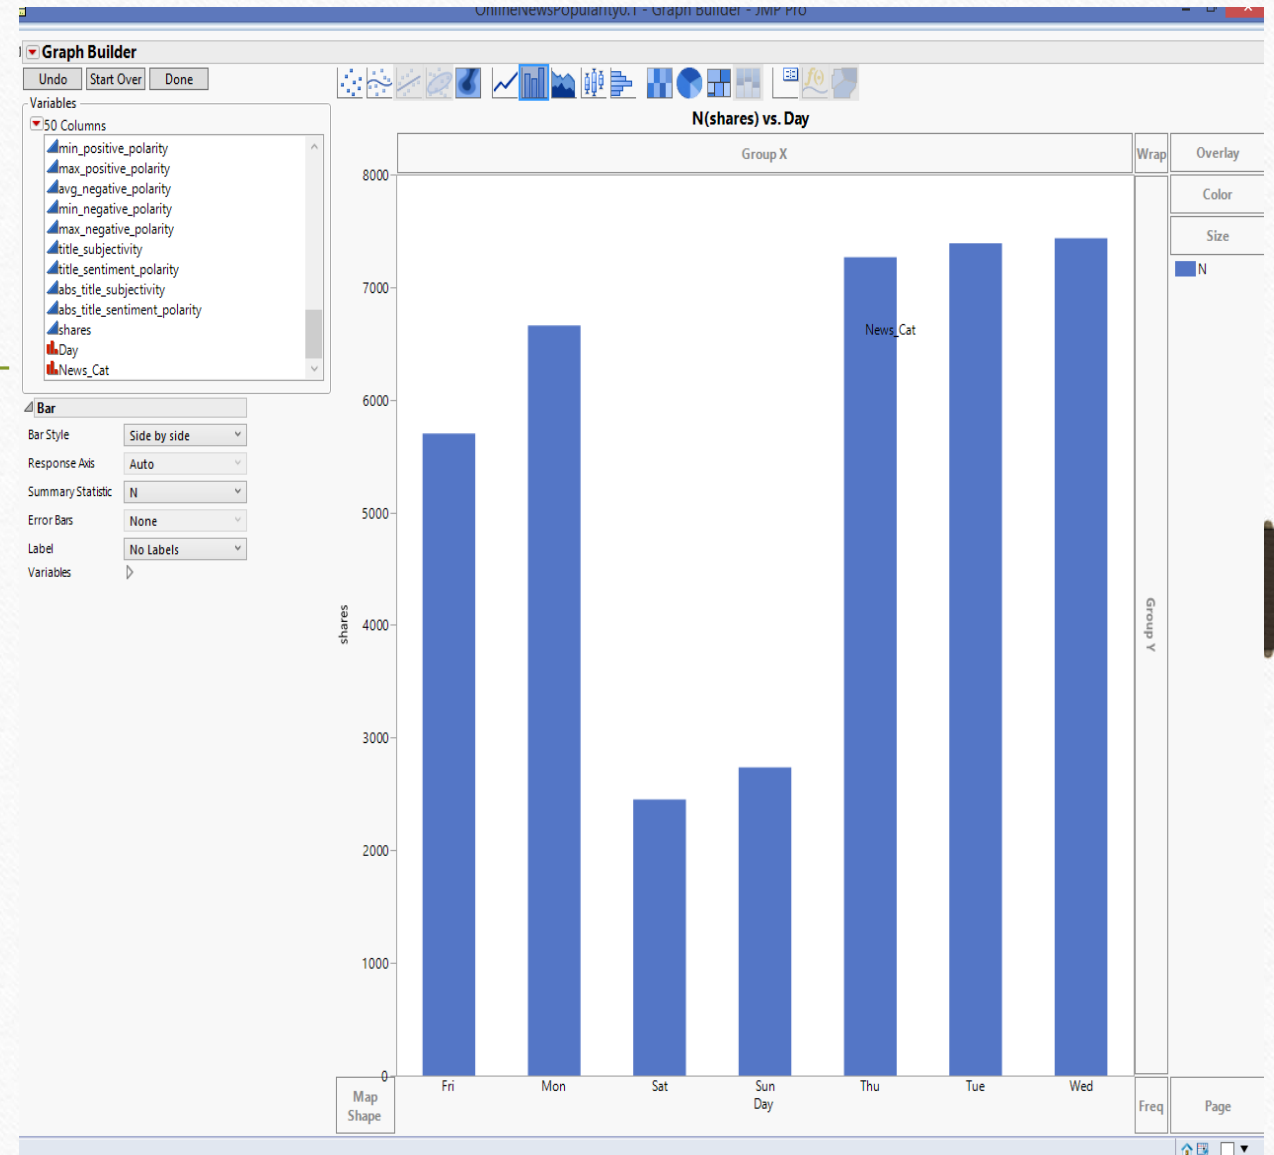 OnlineNewsPopularity0.1 - Graph Builder - JMP Pro
Graph Builder
Undo Start Over Done
Variables
50 Columns
min_positive_polarity
max_positive_polarity
avg_negative_polarity
min_negative_polarity
max_negative_polarity
title_subjectivity
title_sentiment_polarity
abs_title_subjectivity
abs_title_sentiment_polarity
shares
Day
News_Cat
Bar
Bar Style Side by side
Response Axis Auto
Summary Statistic N
Error Bars None
Label No Labels
Variables
N(shares) vs. Day
Group X
Wrap
Overlay
Color
Size
N
8000
7000
6000
5000
4000
3000
2000
1000
0
shares
News_Cat
Group Y
Fri Mon Sat Sun Thu Tue Wed
Day
Map
Shape
Freq
Page